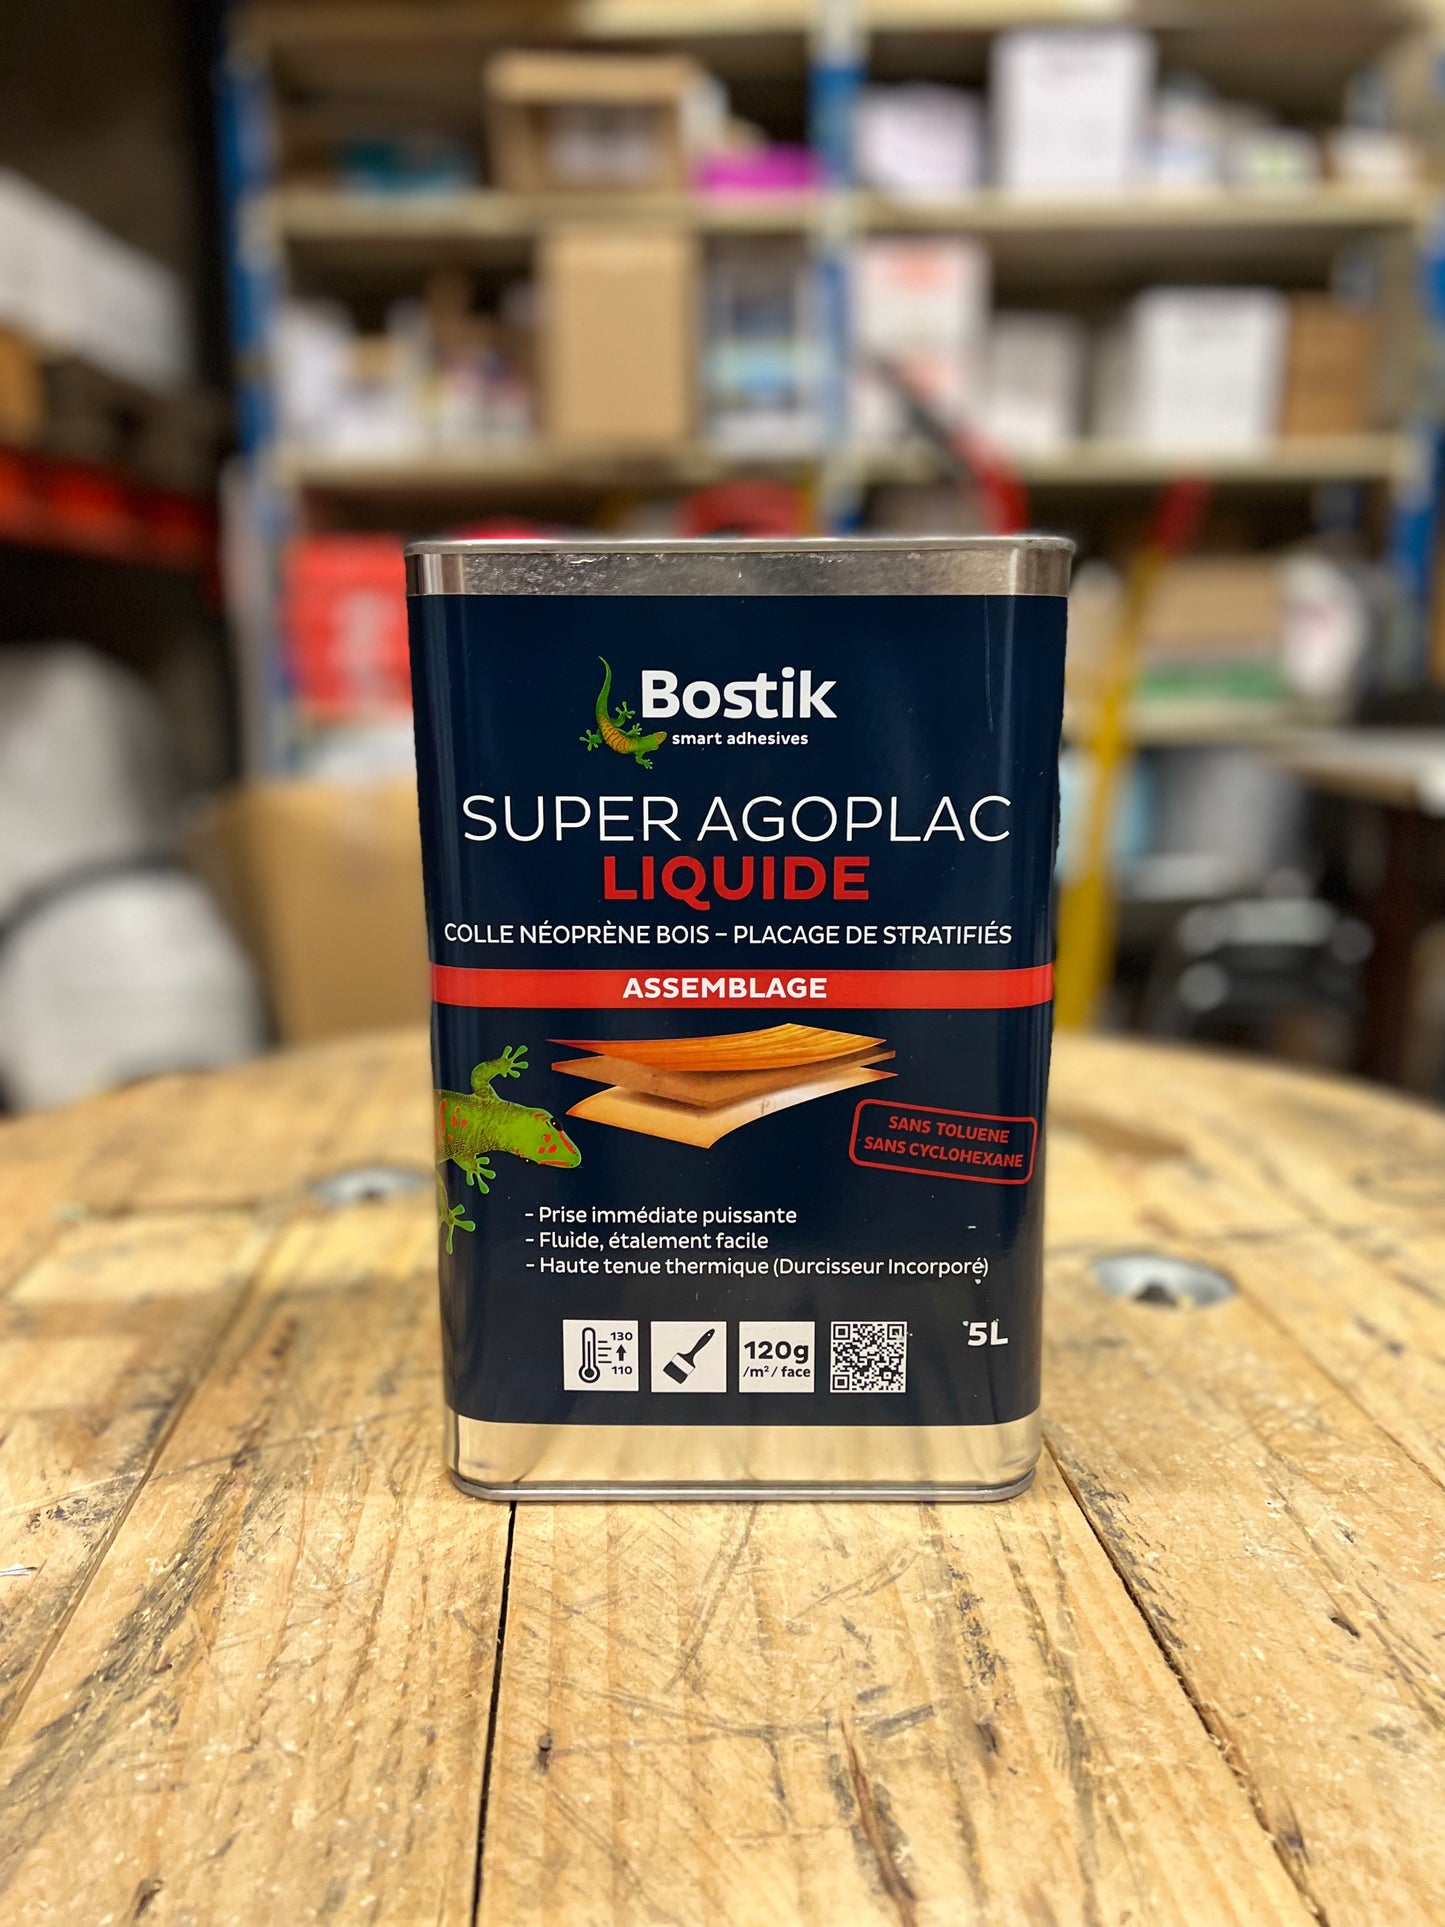 Bostik
smart adhesives
SUPER AGOPLAC
LIQUIDE
COLLE NÉOPRÈNE BOIS – PLACAGE DE STRATIFIÉS
ASSEMBLAGE
SANS TOLUENE
SANS CYCLOHEXANE
- Prise immédiate puissante
- Fluide, étalement facile
- Haute tenue thermique (Durcisseur Incorporé)
130
110
120g
/m² / face
5L